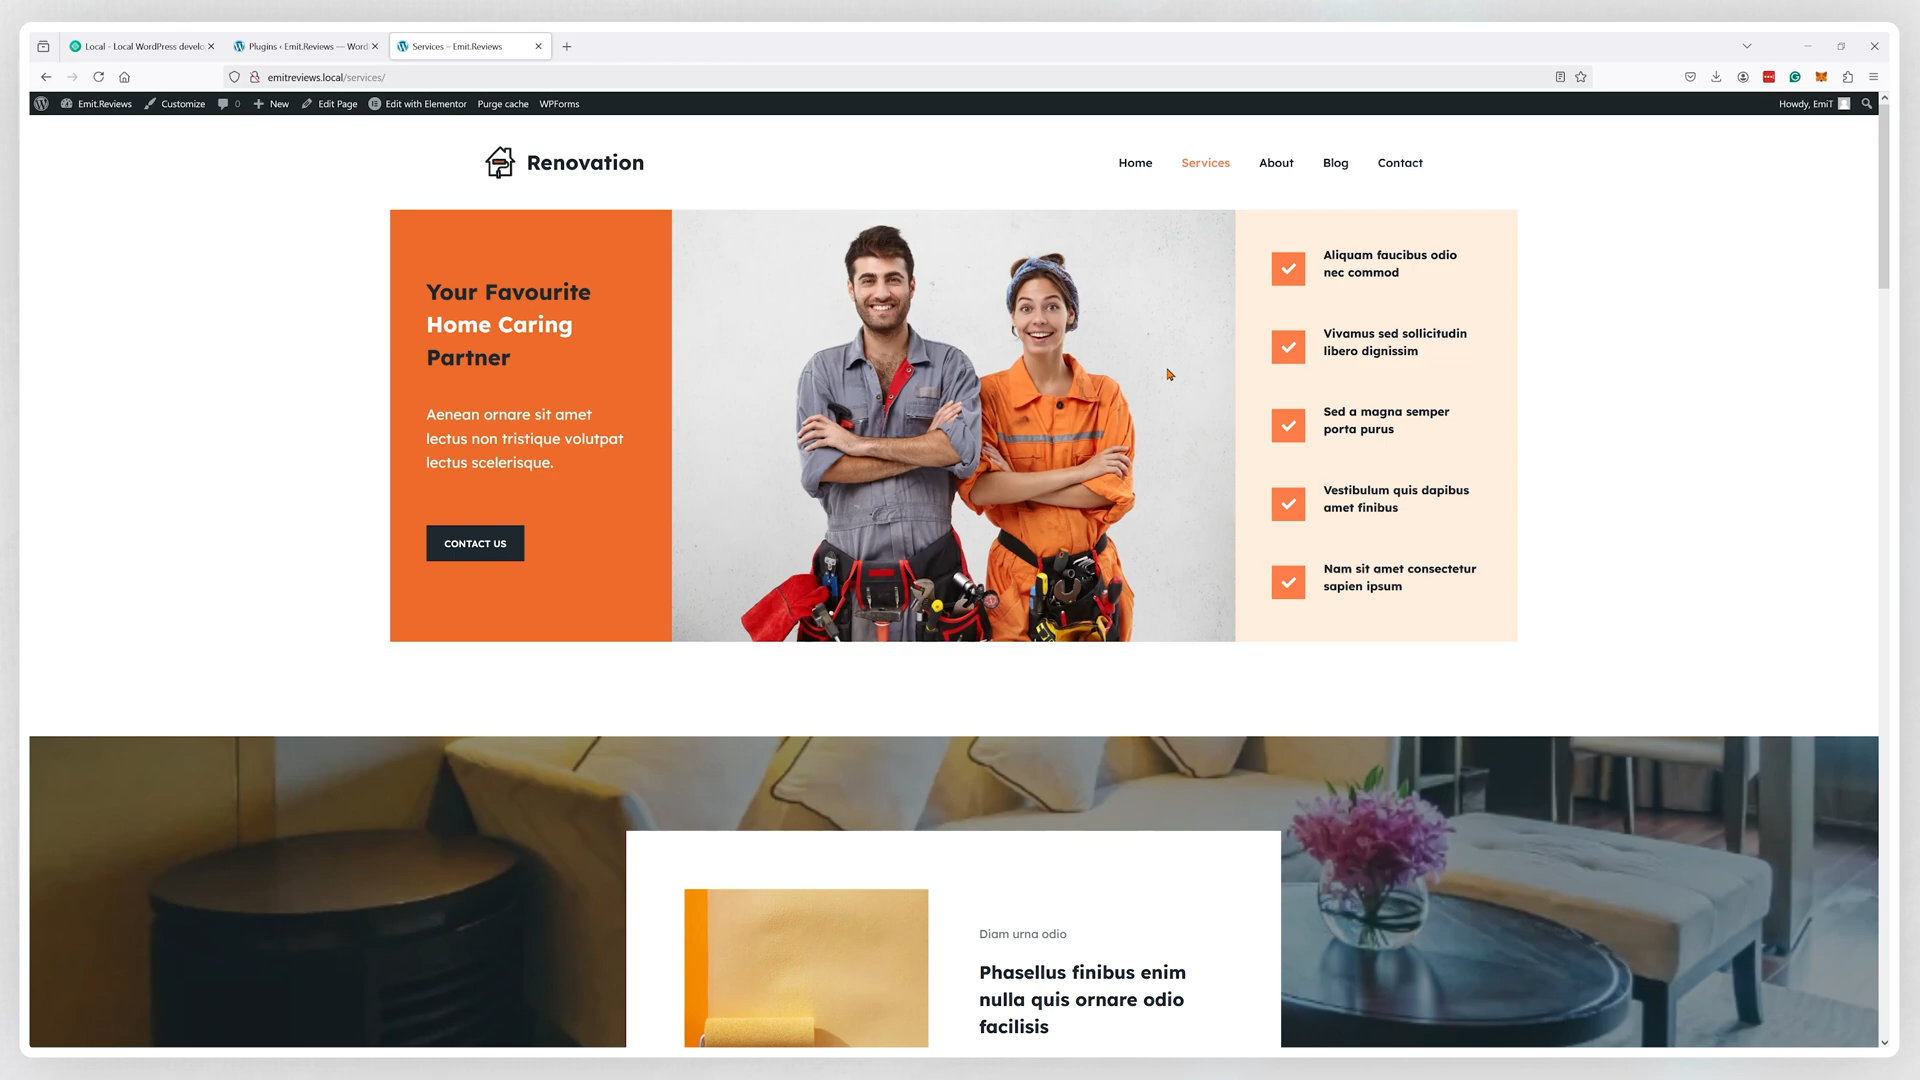 Local - Local WordPress develo
Plugins ‹ Emit.Reviews — Word
Services – Emit.Reviews
emitreviews.local/services/
Emit.Reviews
Customize
0
New
Edit Page
Edit with Elementor
Purge cache
WPForms
Howdy, EmiT
Renovation
Home
Services
About
Blog
Contact
Your Favourite
Home Caring
Partner
Aenean ornare sit amet
lectus non tristique volutpat
lectus scelerisque.
CONTACT US
Aliquam faucibus odio
nec commod
Vivamus sed sollicitudin
libero dignissim
Sed a magna semper
porta purus
Vestibulum quis dapibus
amet finibus
Nam sit amet consectetur
sapien ipsum
Diam urna odio
Phasellus finibus enim
nulla quis ornare odio
facilisis